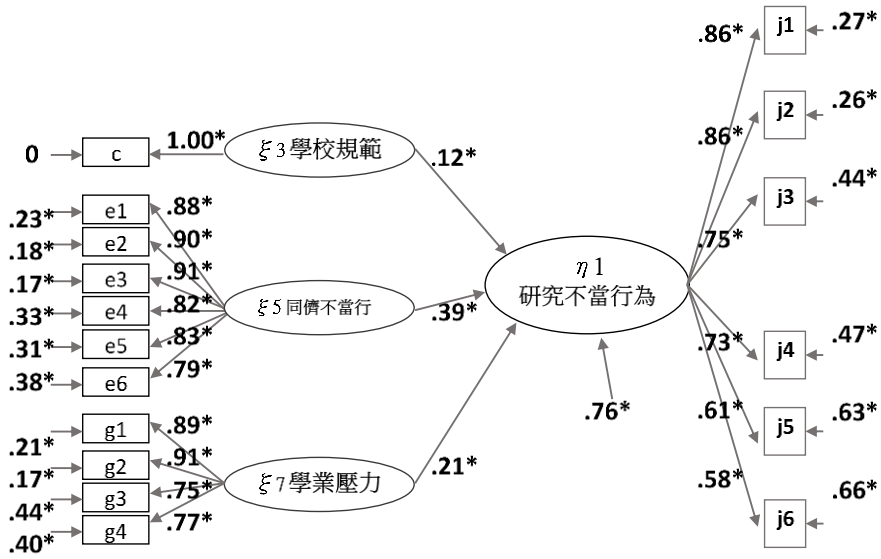 0
c
1.00*
ξ3學校規範
.12*
.23*
e1
.88*
.18*
e2
.90*
.17*
e3
.91*
.33*
e4
.82*
.31*
e5
.83*
.38*
e6
.79*
ξ5同儕不當行
.39*
.21*
g1
.89*
.17*
g2
.91*
.44*
g3
.75*
.40*
g4
.77*
ξ7學業壓力
.21*
η1
研究不當行為
.76*
.86*
j1
.27*
.86*
j2
.26*
.75*
j3
.44*
.73*
j4
.47*
.61*
j5
.63*
.58*
j6
.66*